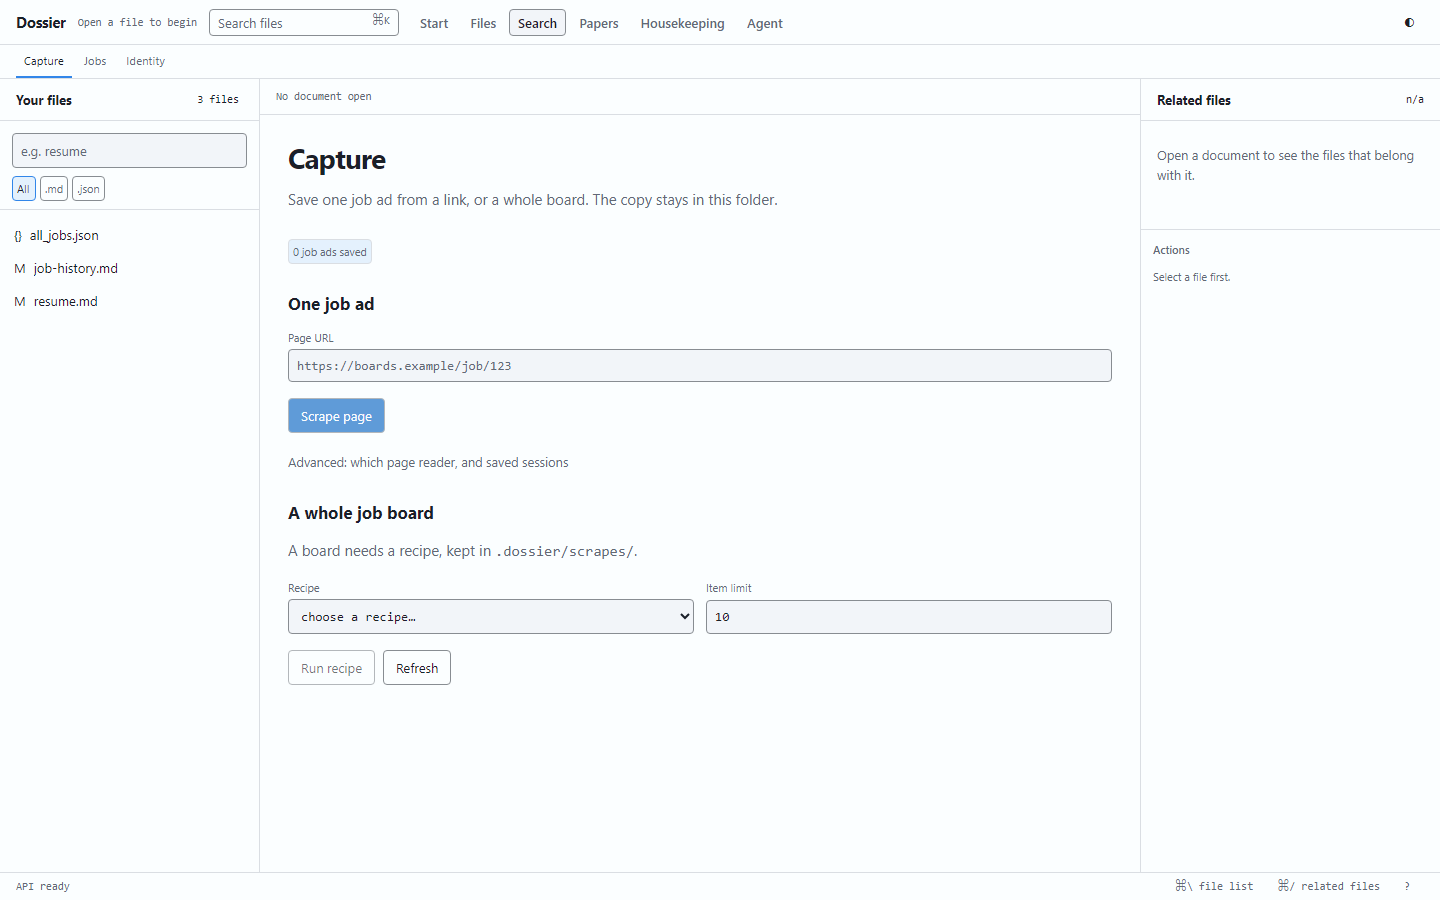 Dossier Open a file to begin Search files ⌘K Start Files Search Papers Housekeeping Agent
Capture Jobs Identity
Your files 3 files
e.g. resume
All .md .json
{} all_jobs.json
M job-history.md
M resume.md
No document open
Capture
Save one job ad from a link, or a whole board. The copy stays in this folder.
0 job ads saved
One job ad
Page URL
https://boards.example/job/123
Scrape page
Advanced: which page reader, and saved sessions
A whole job board
A board needs a recipe, kept in .dossier/scrapes/.
Recipe Item limit
choose a recipe… 10
Run recipe Refresh
Related files n/a
Open a document to see the files that belong
with it.
Actions
Select a file first.
API ready ⌘\ file list ⌘/ related files ?